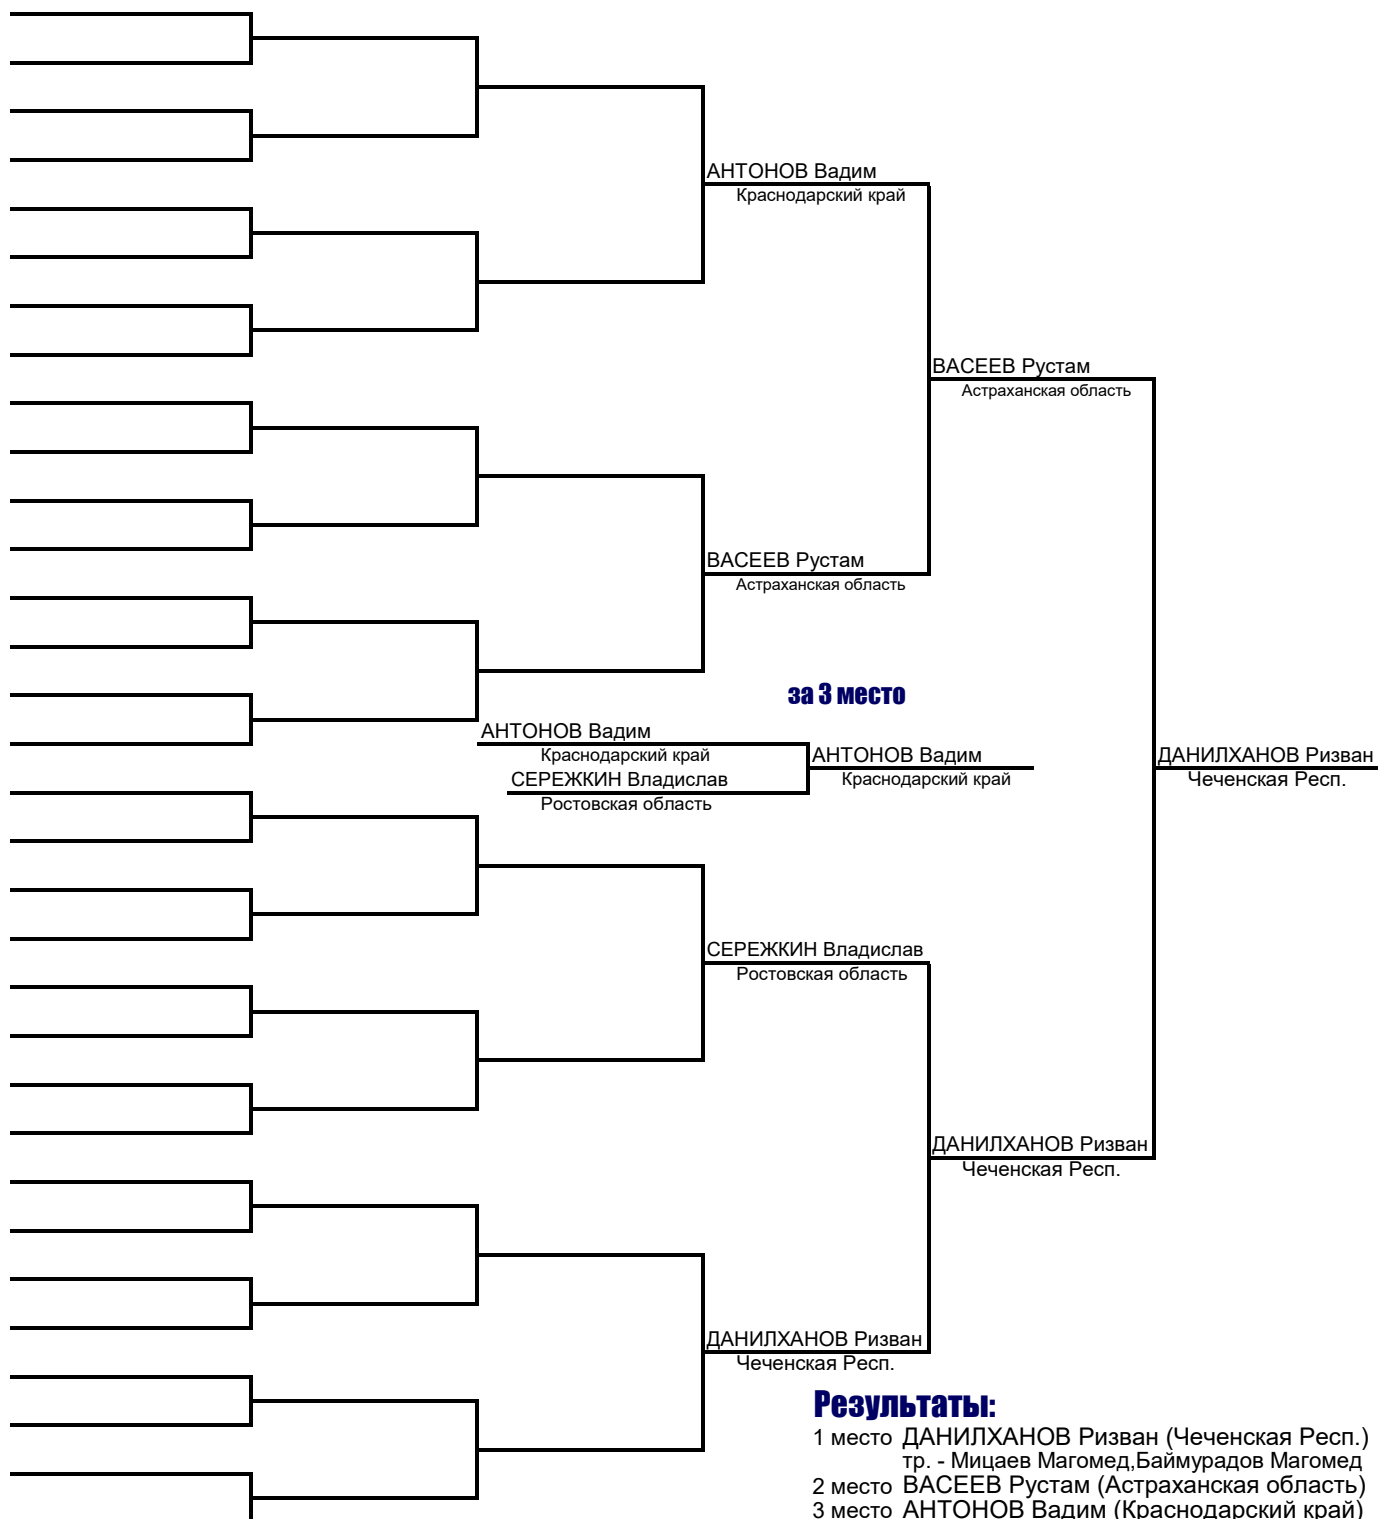 АНТОНОВ Вадим
Краснодарский край
ВАСЕЕВ Рустам
Астраханская область
ВАСЕЕВ Рустам
Астраханская область
за 3 место
АНТОНОВ Вадим
Краснодарский край
СЕРЕЖКИН Владислав
Ростовская область
АНТОНОВ Вадим
Краснодарский край
ДАНИЛХАНОВ Ризван
Чеченская Респ.
СЕРЕЖКИН Владислав
Ростовская область
ДАНИЛХАНОВ Ризван
Чеченская Респ.
ДАНИЛХАНОВ Ризван
Чеченская Респ.
Результаты:
1 место ДАНИЛХАНОВ Ризван (Чеченская Респ.)
тр. - Мицаев Магомед,Баймурадов Магомед
2 место ВАСЕЕВ Рустам (Астраханская область)
3 место АНТОНОВ Вадим (Краснодарский край)